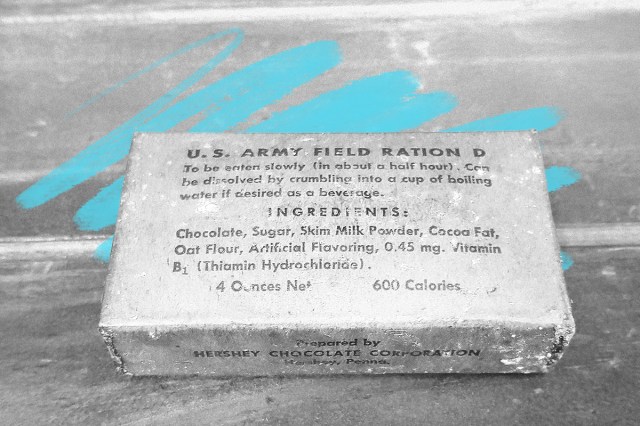 U.S. ARMY FIELD RATION D
To be eaten slowly (in about a half hour). Can
be dissolved by crumbling into a cup of boiling
water if desired as a beverage.
INGREDIENTS:
Chocolate, Sugar, Skim Milk Powder, Cocoa Fat,
Oat Flour, Artificial Flavoring, 0.45 mg. Vitamin
B₁ (Thiamin Hydrochloride).
4 Ounces Net 600 Calories
Prepared by
HERSHEY CHOCOLATE CORPORATION
Hershey, Penna.